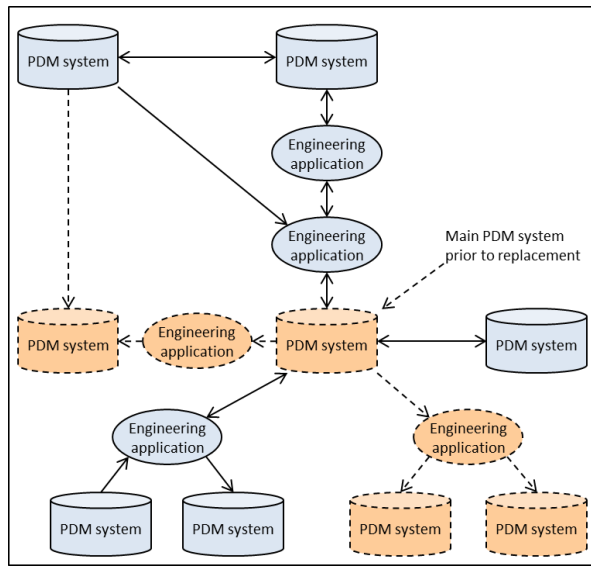 PDM system
PDM system
Engineering
application
Engineering
application
Main PDM system
prior to replacement
PDM system
Engineering
application
PDM system
PDM system
Engineering
application
Engineering
application
PDM system
PDM system
PDM system
PDM system